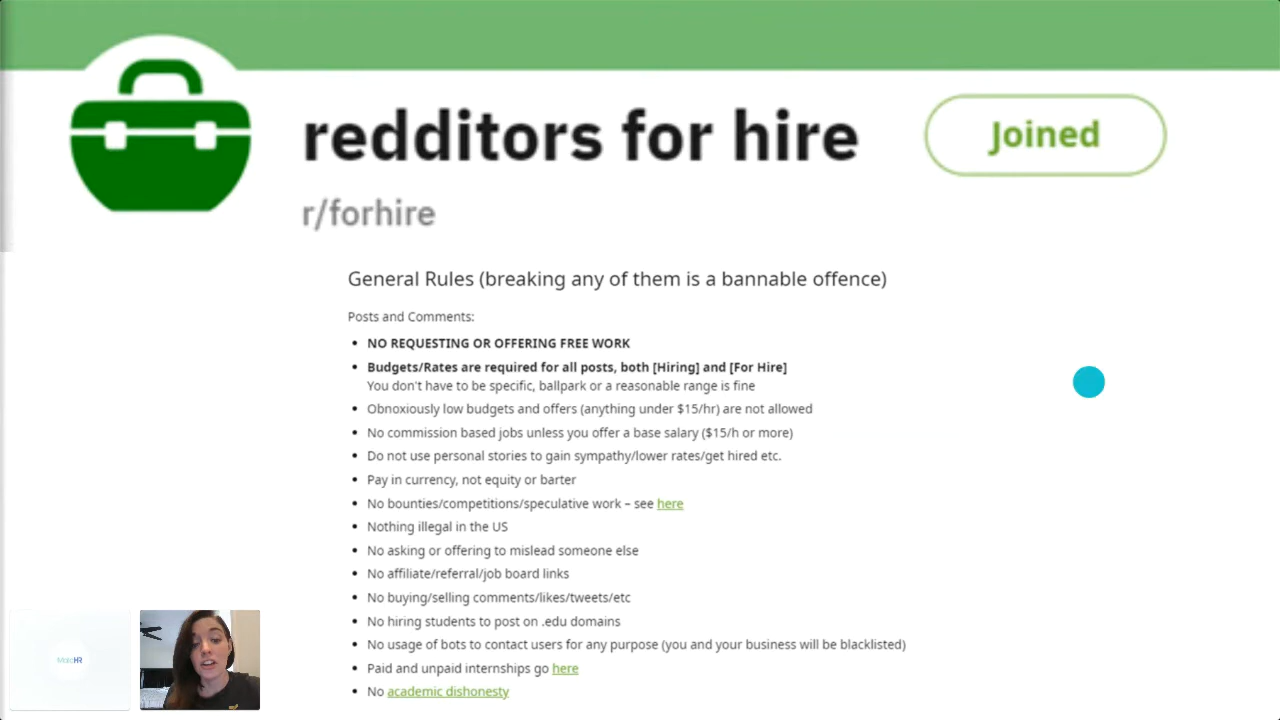 redditors for hire
Joined
r/forhire
General Rules (breaking any of them is a bannable offence)
Posts and Comments:
• NO REQUESTING OR OFFERING FREE WORK
• Budgets/Rates are required for all posts, both [Hiring] and [For Hire]
You don't have to be specific, ballpark or a reasonable range is fine
• Obnoxiously low budgets and offers (anything under $15/hr) are not allowed
• No commission based jobs unless you offer a base salary ($15/h or more)
• Do not use personal stories to gain sympathy/lower rates/get hired etc.
• Pay in currency, not equity or barter
• No bounties/competitions/speculative work – see here
• Nothing illegal in the US
• No asking or offering to mislead someone else
• No affiliate/referral/job board links
• No buying/selling comments/likes/tweets/etc
• No hiring students to post on .edu domains
• No usage of bots to contact users for any purpose (you and your business will be blacklisted)
• Paid and unpaid internships go here
• No academic dishonesty